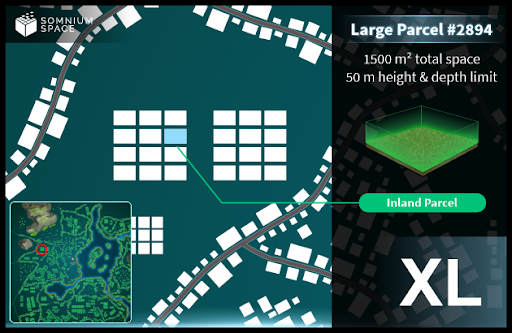 SOMNIUM
SPACE
Large Parcel #2894
1500 m² total space
50 m height & depth limit
Inland Parcel
XL